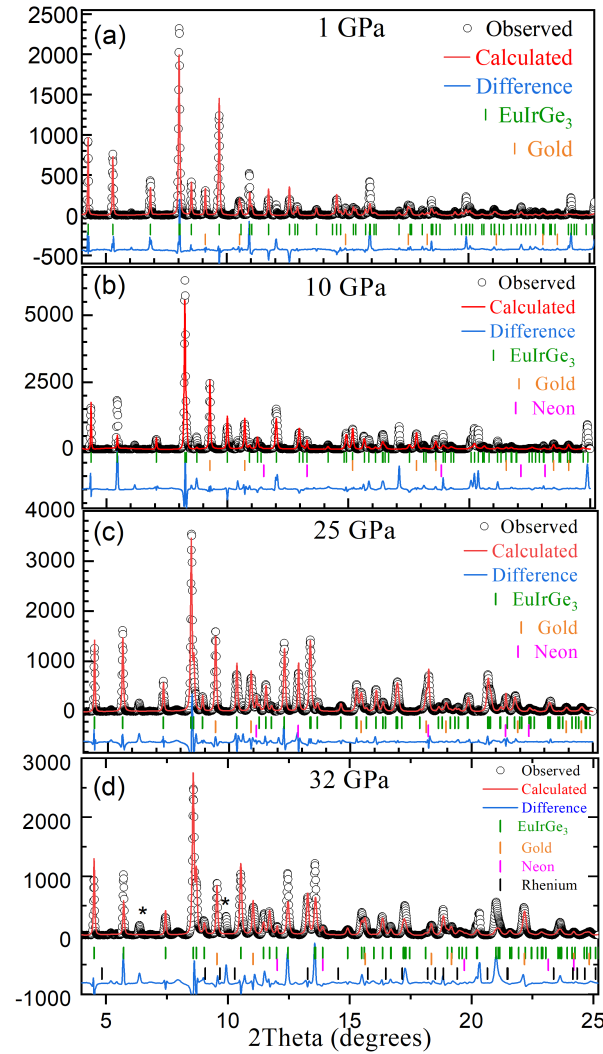 (a)
1 GPa
Observed
Calculated
Difference
EuIrGe₃
Gold
2500
2000
1500
1000
500
0
-500
(b)
10 GPa
Observed
Calculated
Difference
EuIrGe₃
Gold
Neon
5000
2500
0
(c)
25 GPa
Observed
Calculated
Difference
EuIrGe₃
Gold
Neon
4000
3000
2000
1000
0
(d)
32 GPa
Observed
Calculated
Difference
EuIrGe₃
Gold
Neon
Rhenium
3000
2000
1000
0
-1000
* *
5 10 15 20 25
2Theta (degrees)